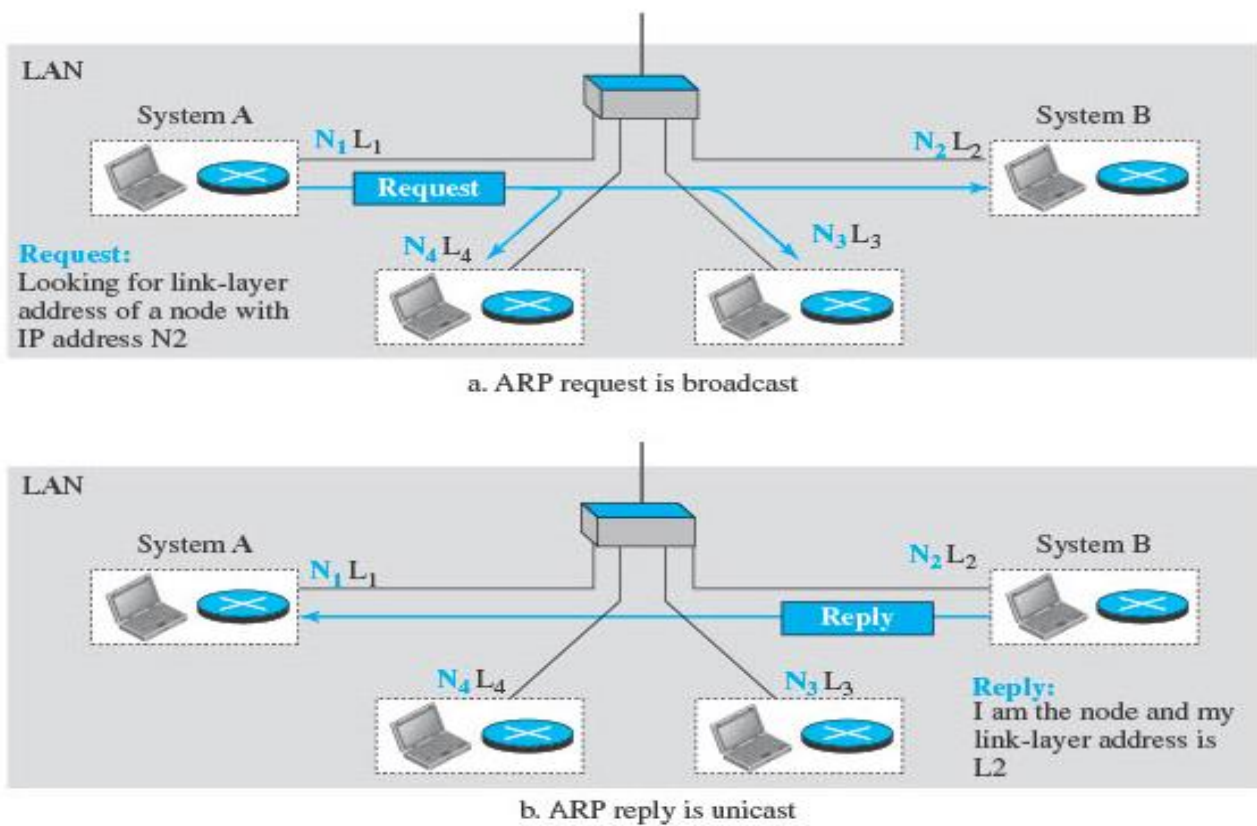 LAN
System A
System B
N1 L1
N2 L2
Request
N4 L4
N3 L3
Request:
Looking for link-layer
address of a node with
IP address N2
a. ARP request is broadcast
LAN
System A
System B
N1 L1
N2 L2
Reply
N4 L4
N3 L3
Reply:
I am the node and my
link-layer address is
L2
b. ARP reply is unicast